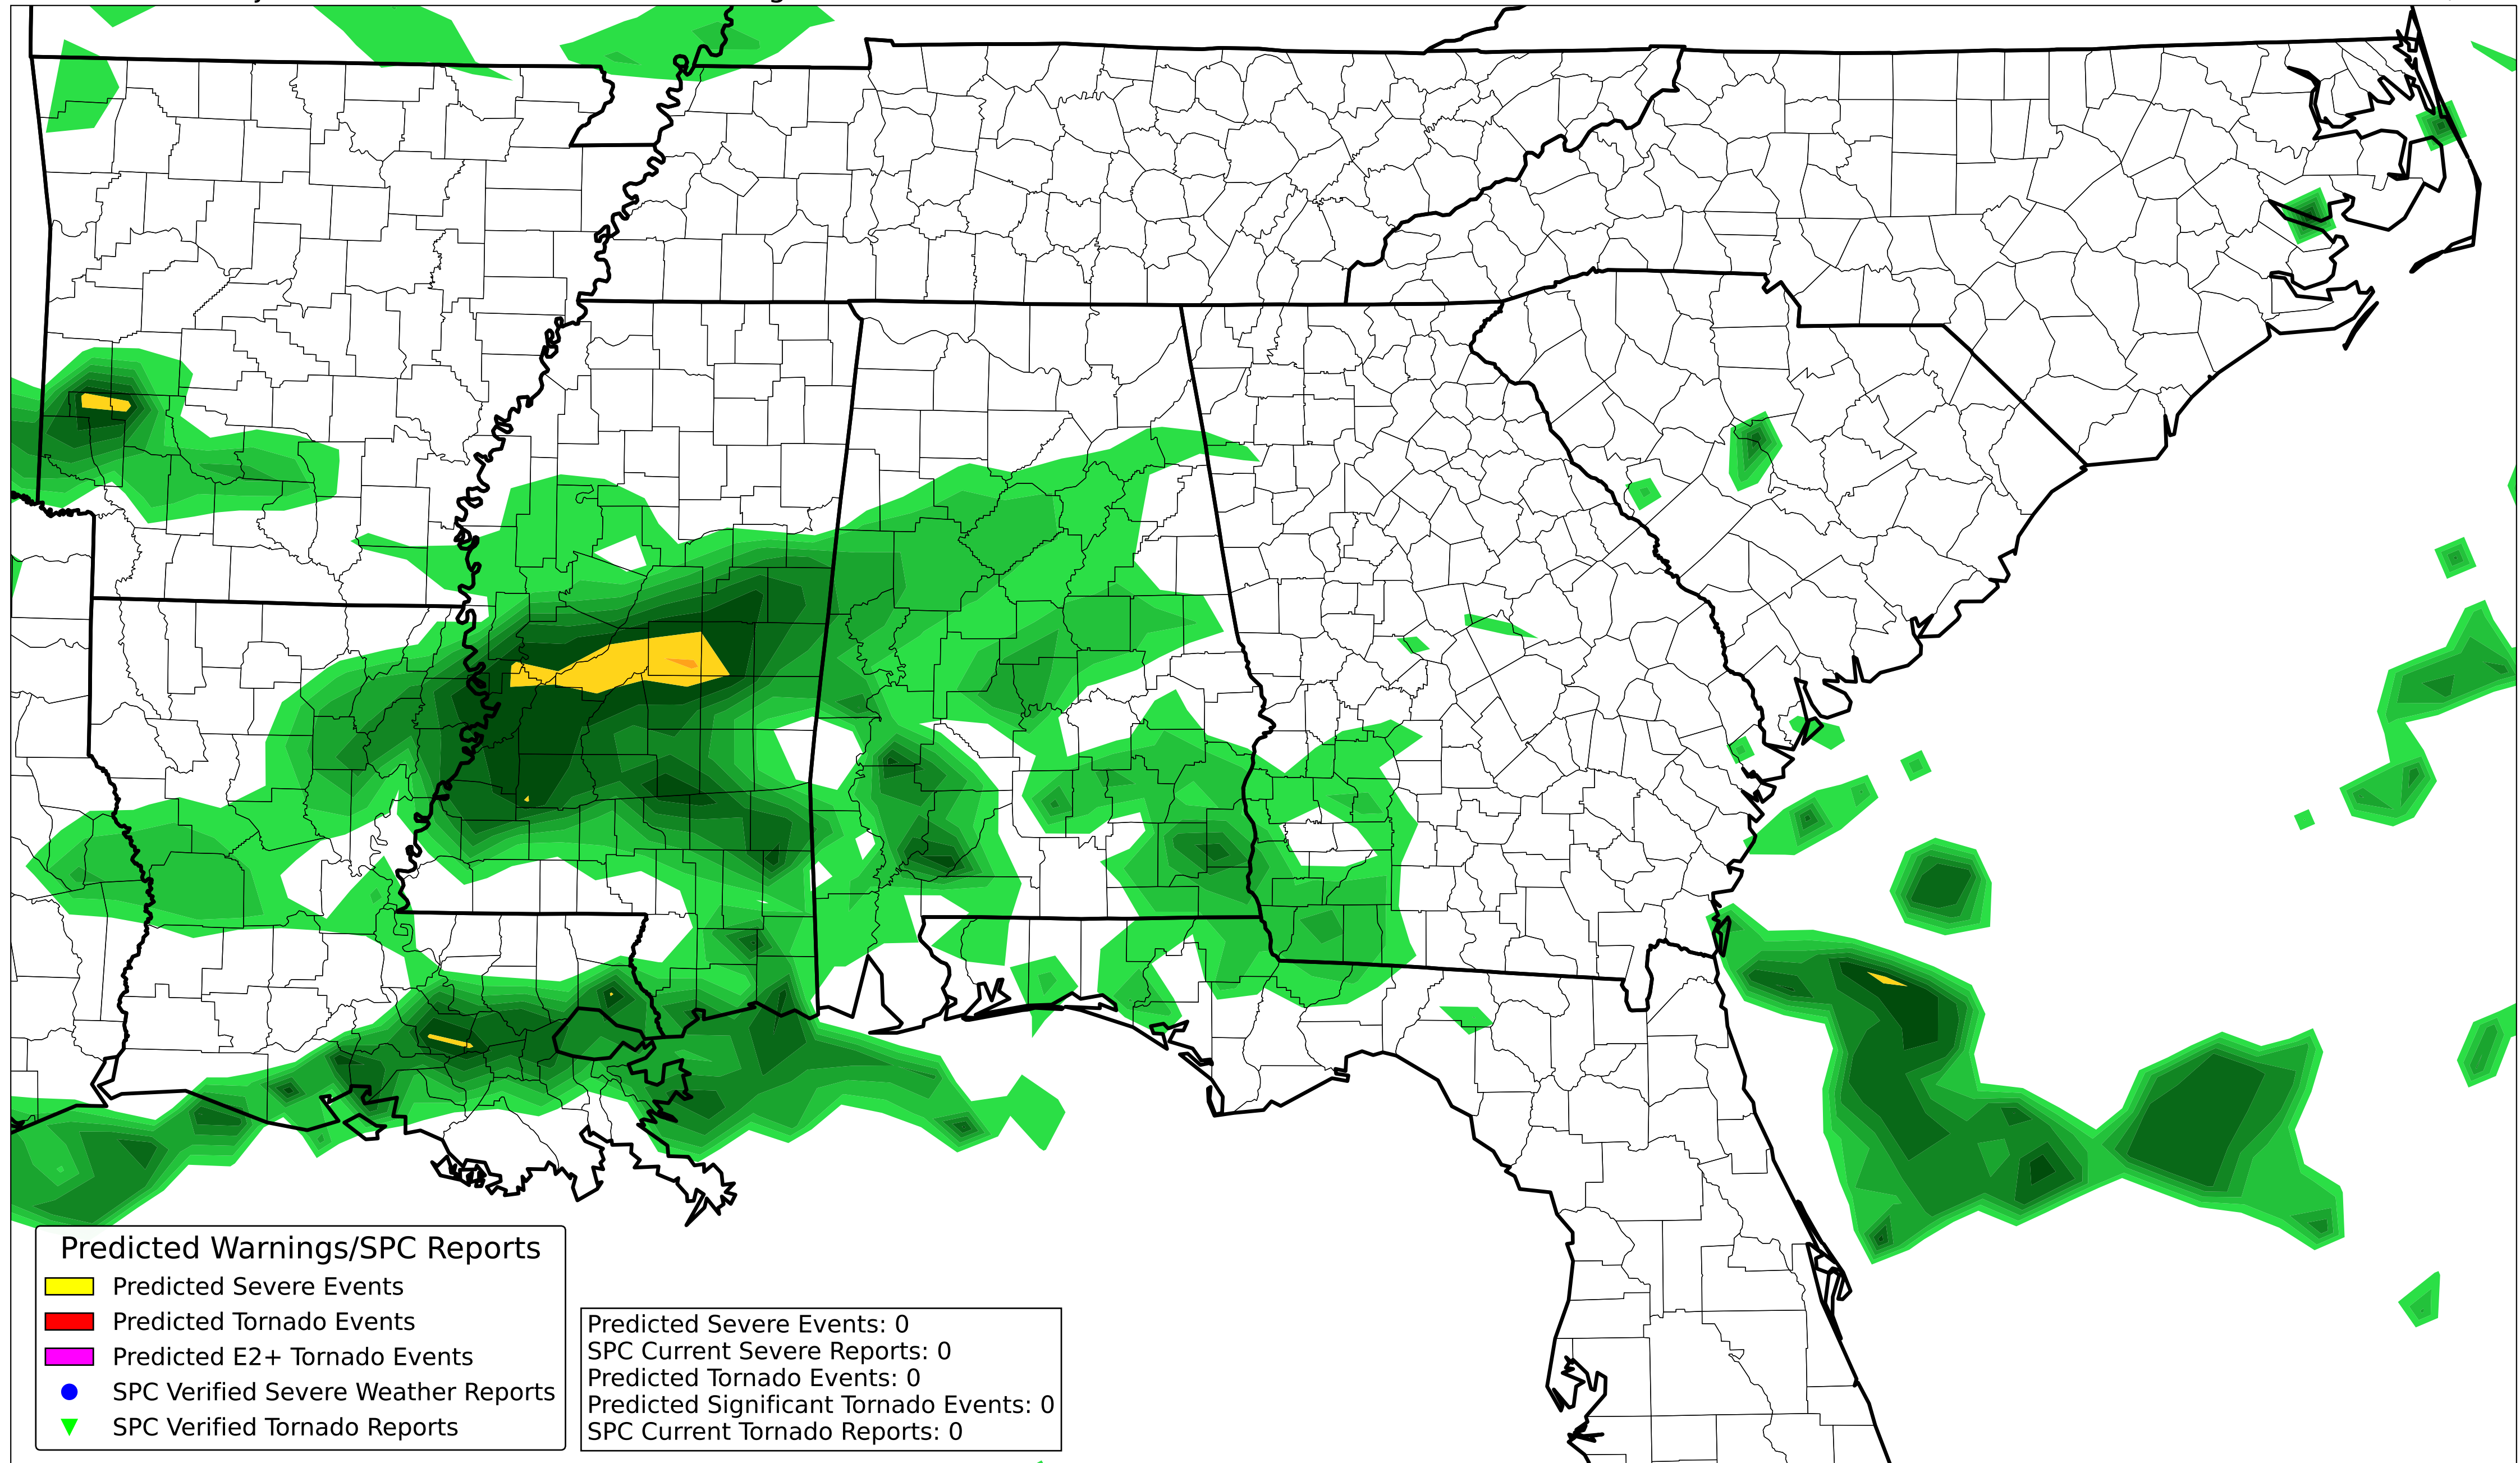 Predicted Warnings/SPC Reports
Predicted Severe Events
Predicted Tornado Events
Predicted E2+ Tornado Events
SPC Verified Severe Weather Reports
SPC Verified Tornado Reports
Predicted Severe Events: 0
SPC Current Severe Reports: 0
Predicted Tornado Events: 0
Predicted Significant Tornado Events: 0
SPC Current Tornado Reports: 0